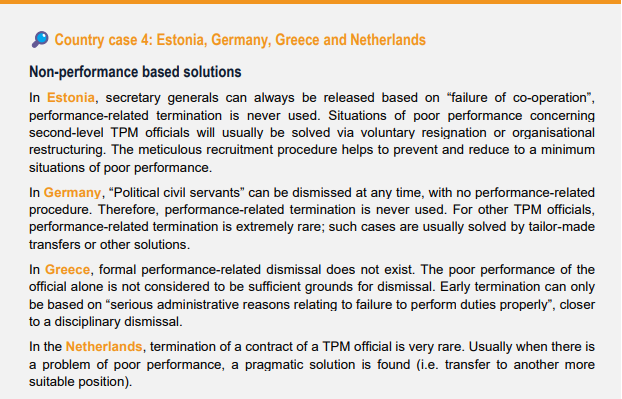 Country case 4: Estonia, Germany, Greece and Netherlands
Non-performance based solutions
In Estonia, secretary generals can always be released based on “failure of co-operation”,
performance-related termination is never used. Situations of poor performance concerning
second-level TPM officials will usually be solved via voluntary resignation or organisational
restructuring. The meticulous recruitment procedure helps to prevent and reduce to a minimum
situations of poor performance.
In Germany, “Political civil servants” can be dismissed at any time, with no performance-related
procedure. Therefore, performance-related termination is never used. For other TPM officials,
performance-related termination is extremely rare; such cases are usually solved by tailor-made
transfers or other solutions.
In Greece, formal performance-related dismissal does not exist. The poor performance of the
official alone is not considered to be sufficient grounds for dismissal. Early termination can only
be based on “serious administrative reasons relating to failure to perform duties properly”, closer
to a disciplinary dismissal.
In the Netherlands, termination of a contract of a TPM official is very rare. Usually when there is
a problem of poor performance, a pragmatic solution is found (i.e. transfer to another more
suitable position).